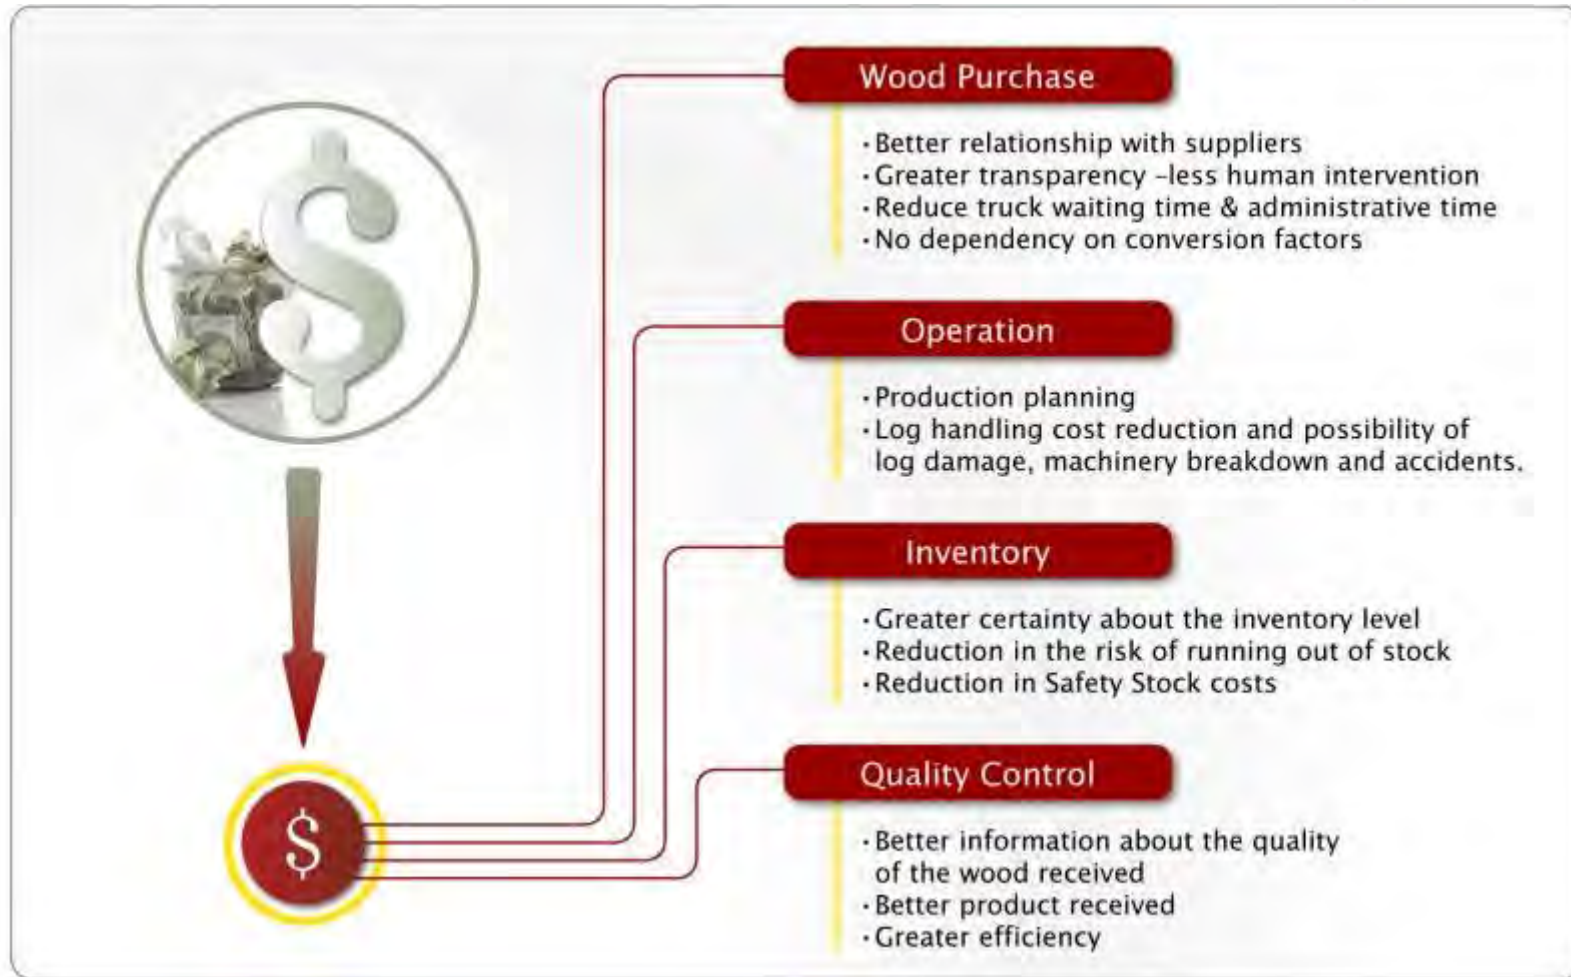 Wood Purchase
·Better relationship with suppliers
·Greater transparency –less human intervention
·Reduce truck waiting time & administrative time
·No dependency on conversion factors
Operation
·Production planning
·Log handling cost reduction and possibility of
log damage, machinery breakdown and accidents.
Inventory
·Greater certainty about the inventory level
·Reduction in the risk of running out of stock
·Reduction in Safety Stock costs
Quality Control
·Better information about the quality
of the wood received
·Better product received
·Greater efficiency
$
$